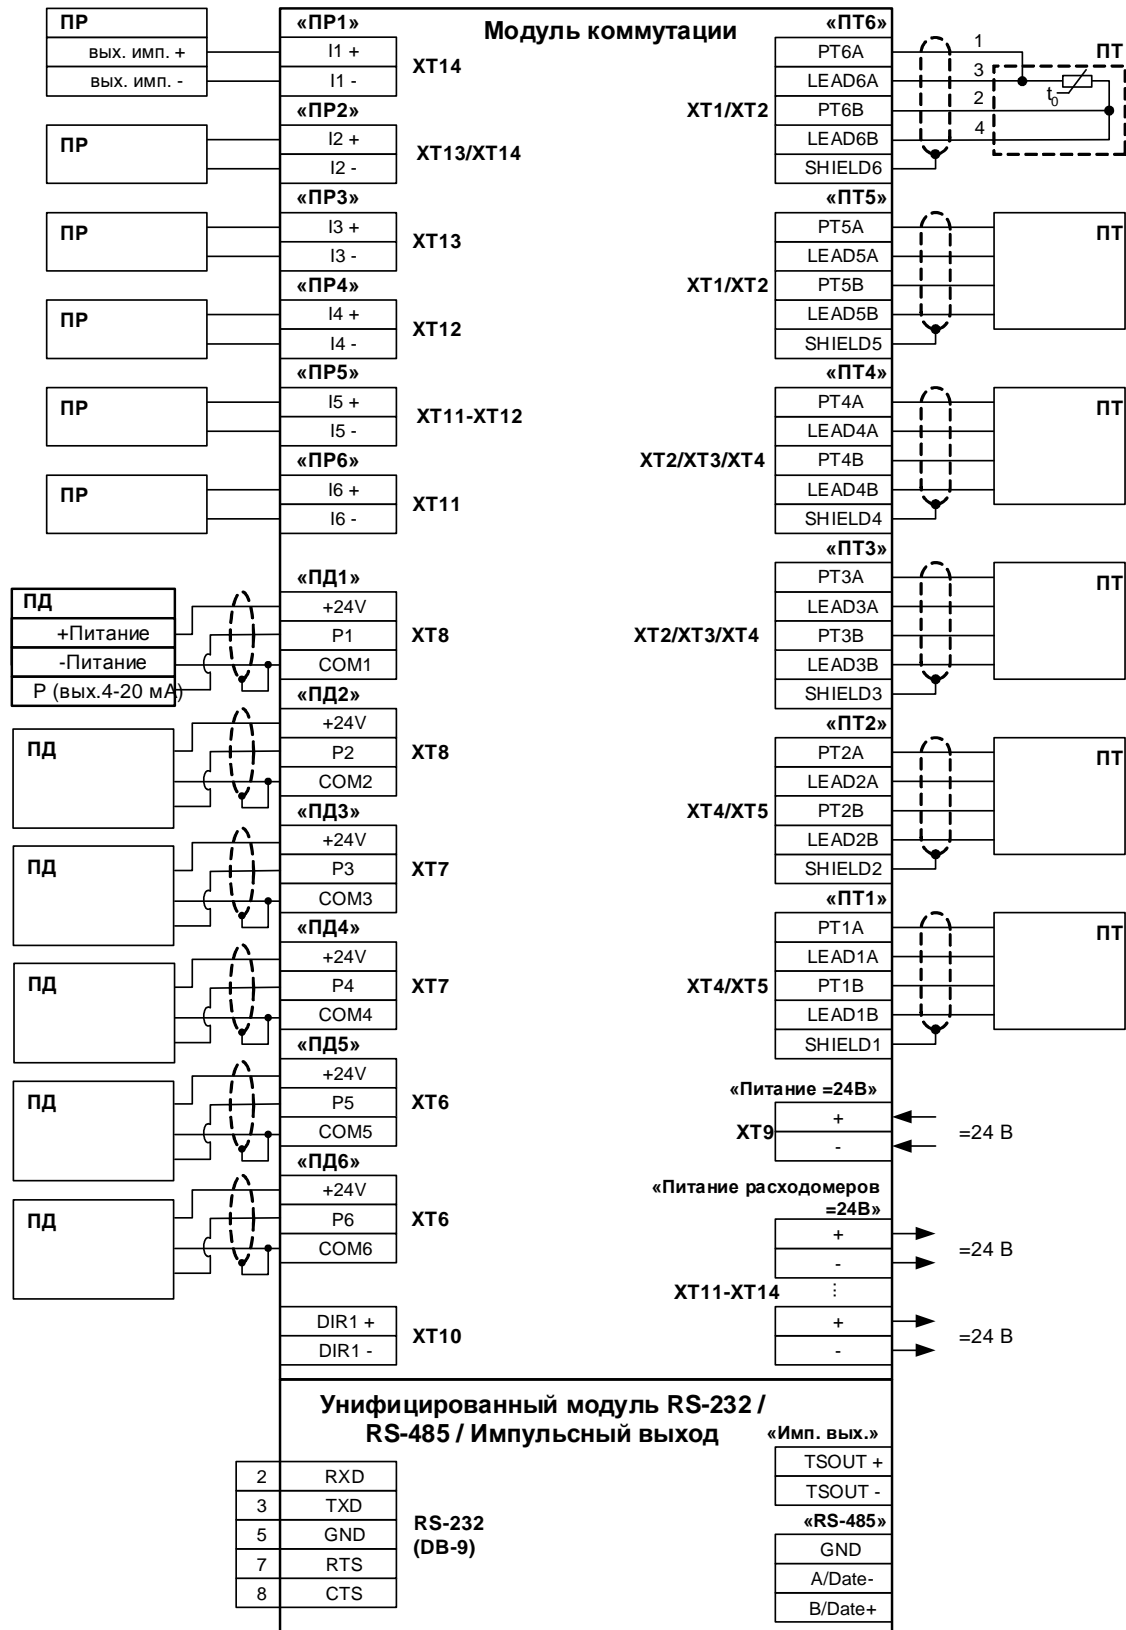 Модуль коммутации
ПР
вых. имп. +
вых. имп. -
«ПР1»
I1 +
I1 -
XT14
ПР
«ПР2»
I2 +
I2 -
XT13/XT14
ПР
«ПР3»
I3 +
I3 -
XT13
ПР
«ПР4»
I4 +
I4 -
XT12
ПР
«ПР5»
I5 +
I5 -
XT11-XT12
ПР
«ПР6»
I6 +
I6 -
XT11
ПД
+Питание
-Питание
P (вых.4-20 мА)
«ПД1»
+24V
P1
COM1
XT8
ПД
«ПД2»
+24V
P2
COM2
XT8
ПД
«ПД3»
+24V
P3
COM3
XT7
ПД
«ПД4»
+24V
P4
COM4
XT7
ПД
«ПД5»
+24V
P5
COM5
XT6
ПД
«ПД6»
+24V
P6
COM6
XT6
DIR1 +
DIR1 -
XT10
«ПТ6»
PT6A
LEAD6A
PT6B
LEAD6B
SHIELD6
XT1/XT2
1
3
2
4
t0
ПТ
«ПТ5»
PT5A
LEAD5A
PT5B
LEAD5B
SHIELD5
XT1/XT2
ПТ
«ПТ4»
PT4A
LEAD4A
PT4B
LEAD4B
SHIELD4
XT2/XT3/XT4
ПТ
«ПТ3»
PT3A
LEAD3A
PT3B
LEAD3B
SHIELD3
XT2/XT3/XT4
ПТ
«ПТ2»
PT2A
LEAD2A
PT2B
LEAD2B
SHIELD2
XT4/XT5
ПТ
«ПТ1»
PT1A
LEAD1A
PT1B
LEAD1B
SHIELD1
XT4/XT5
ПТ
«Питание =24В»
XT9
+
-
=24 В
«Питание расходомеров
=24В»
+
-
=24 В
XT11-XT14
⋮
+
-
=24 В
Унифицированный модуль RS-232 /
RS-485 / Импульсный выход
2 RXD
3 TXD
5 GND
7 RTS
8 CTS
RS-232
(DB-9)
«Имп. вых.»
TSOUT +
TSOUT -
«RS-485»
GND
A/Date-
B/Date+